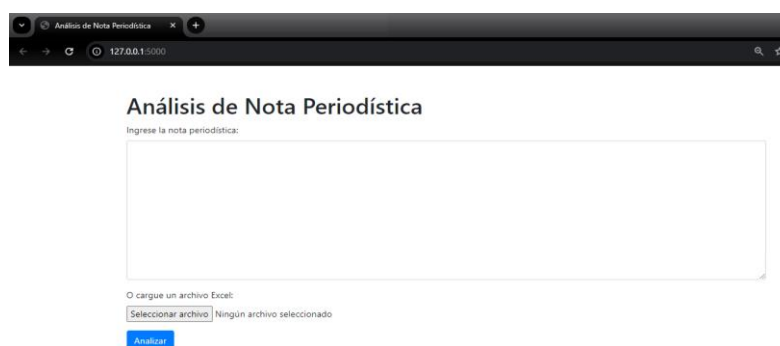 Análisis de Nota Periodística
127.0.0.1:5000
Análisis de Nota Periodística
Ingrese la nota periodística:
O cargue un archivo Excel:
Seleccionar archivo Ningún archivo seleccionado
Analizar